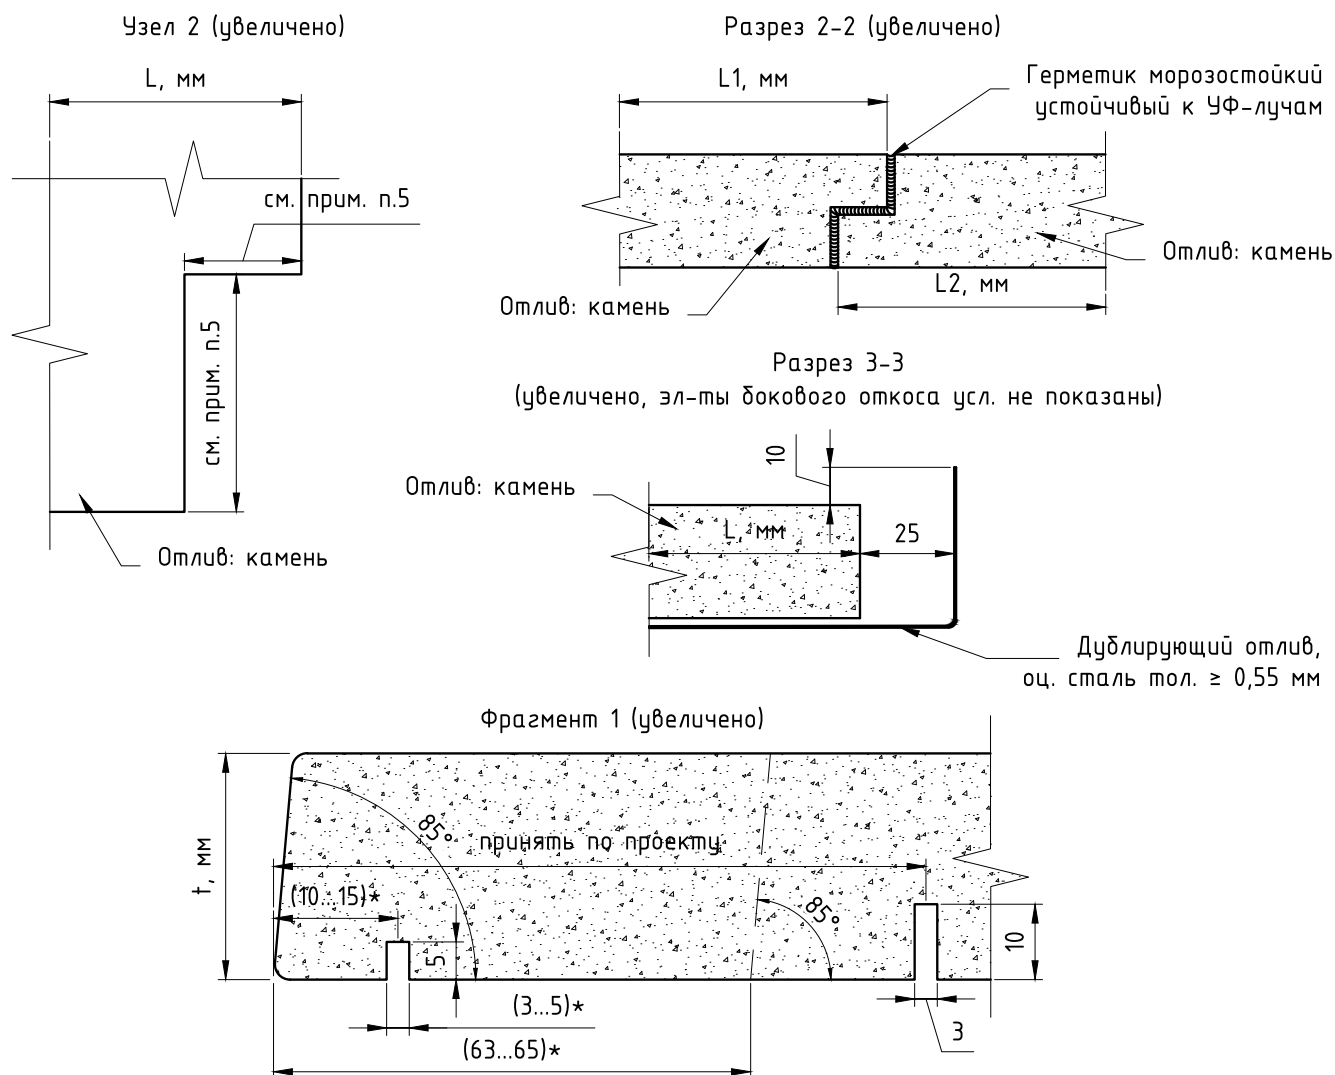 Узел 2 (увеличено)
L, мм
см. прим. п.5
см. прим. п.5
Отлив: камень
Разрез 2-2 (увеличено)
L1, мм
Герметик морозостойкий
устойчивый к УФ-лучам
Отлив: камень
L2, мм
Отлив: камень
Разрез 3-3
(увеличено, эл-ты бокового откоса усл. не показаны)
10
Отлив: камень
L, мм
25
Дублирующий отлив,
оц. сталь тол. ≥ 0,55 мм
Фрагмент 1 (увеличено)
t, мм
85°
принять по проекту
(10...15)*
85°
5
10
(3...5)*
3
(63...65)*